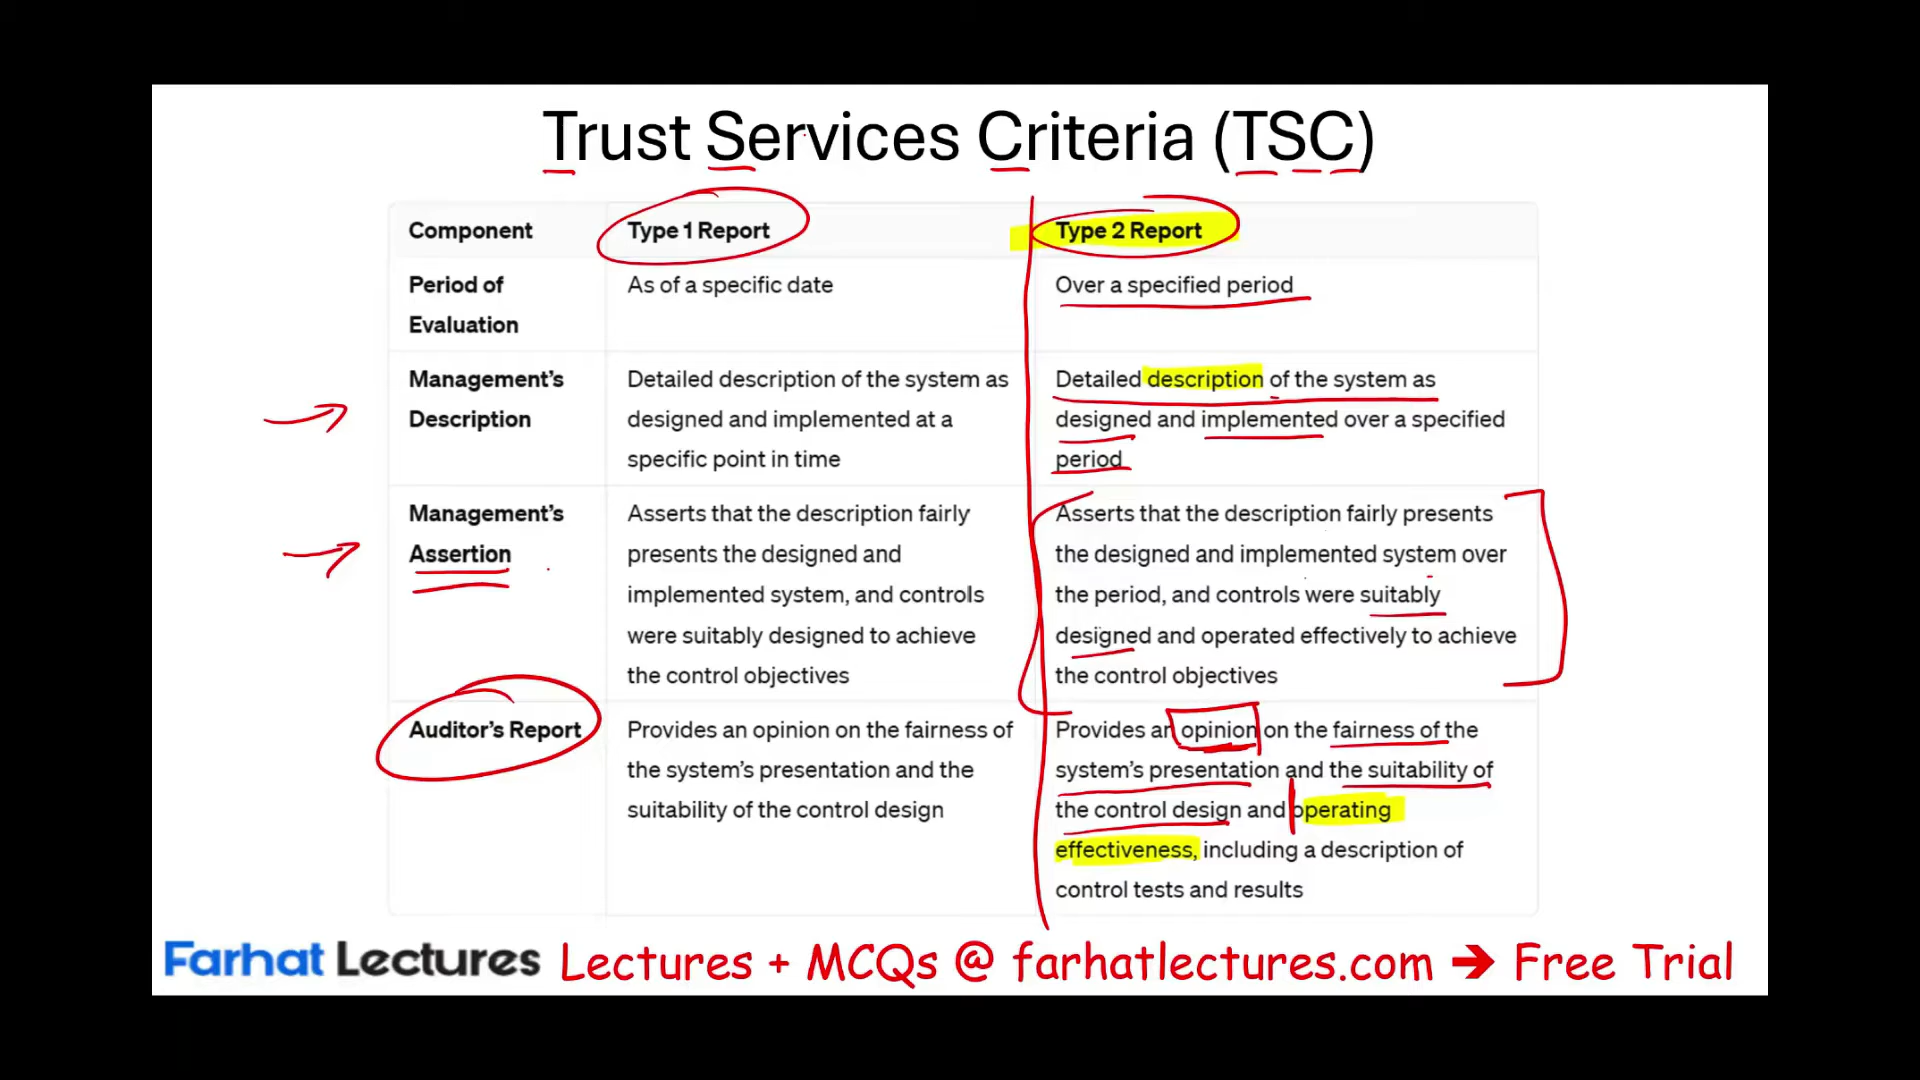 Trust Services Criteria (TSC)
Component
Type 1 Report
Type 2 Report
Period of
Evaluation
As of a specific date
Over a specified period
Management’s
Description
Detailed description of the system as
designed and implemented at a
specific point in time
Detailed description of the system as
designed and implemented over a specified
period
Management’s
Assertion
Asserts that the description fairly
presents the designed and
implemented system, and controls
were suitably designed to achieve
the control objectives
Asserts that the description fairly presents
the designed and implemented system over
the period, and controls were suitably
designed and operated effectively to achieve
the control objectives
Auditor’s Report
Provides an opinion on the fairness of
the system’s presentation and the
suitability of the control design
Provides an opinion on the fairness of the
system’s presentation and the suitability of
the control design and operating
effectiveness, including a description of
control tests and results
Farhat Lectures Lectures + MCQs @ farhatlectures.com → Free Trial